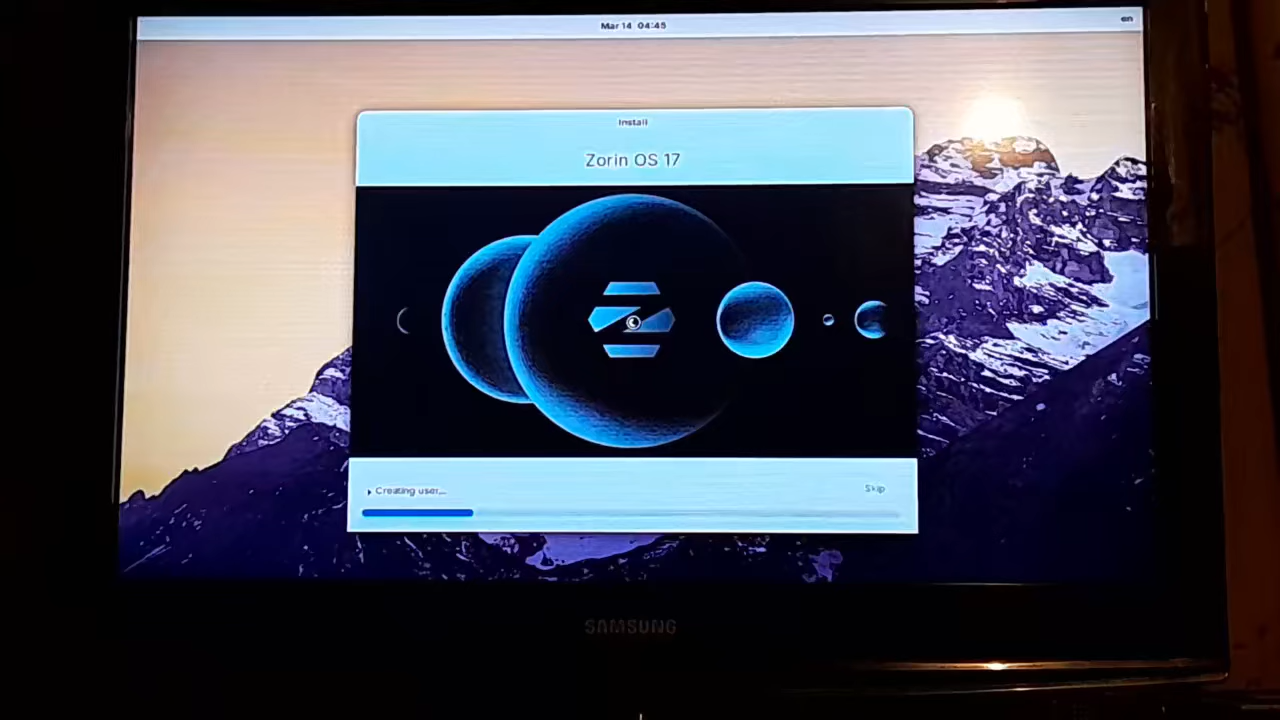 Mar 14 04:45
en
Install
Zorin OS 17
Creating user...
Skip
SAMSUNG